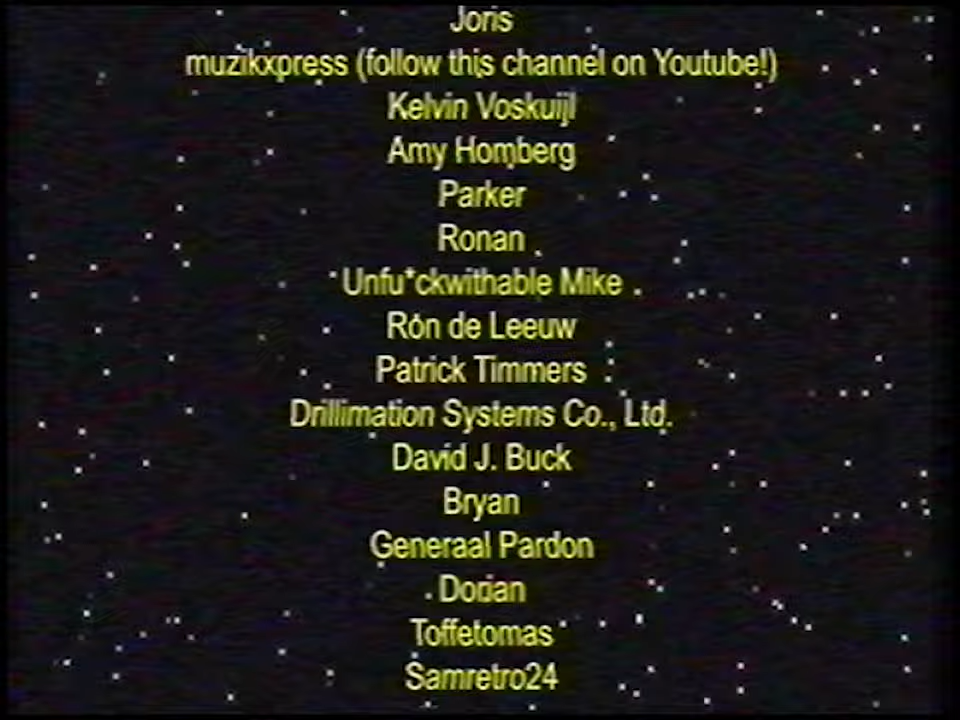 Joris
muzikxpress (follow this channel on Youtube!)
Kelvin Voskuijl
Amy Homberg
Parker
Ronan
Unfu*ckwithable Mike
Ron de Leeuw
Patrick Timmers
Drillimation Systems Co., Ltd.
David J. Buck
Bryan
Generaal Pardon
Dorian
Toffetomas
Samretro24